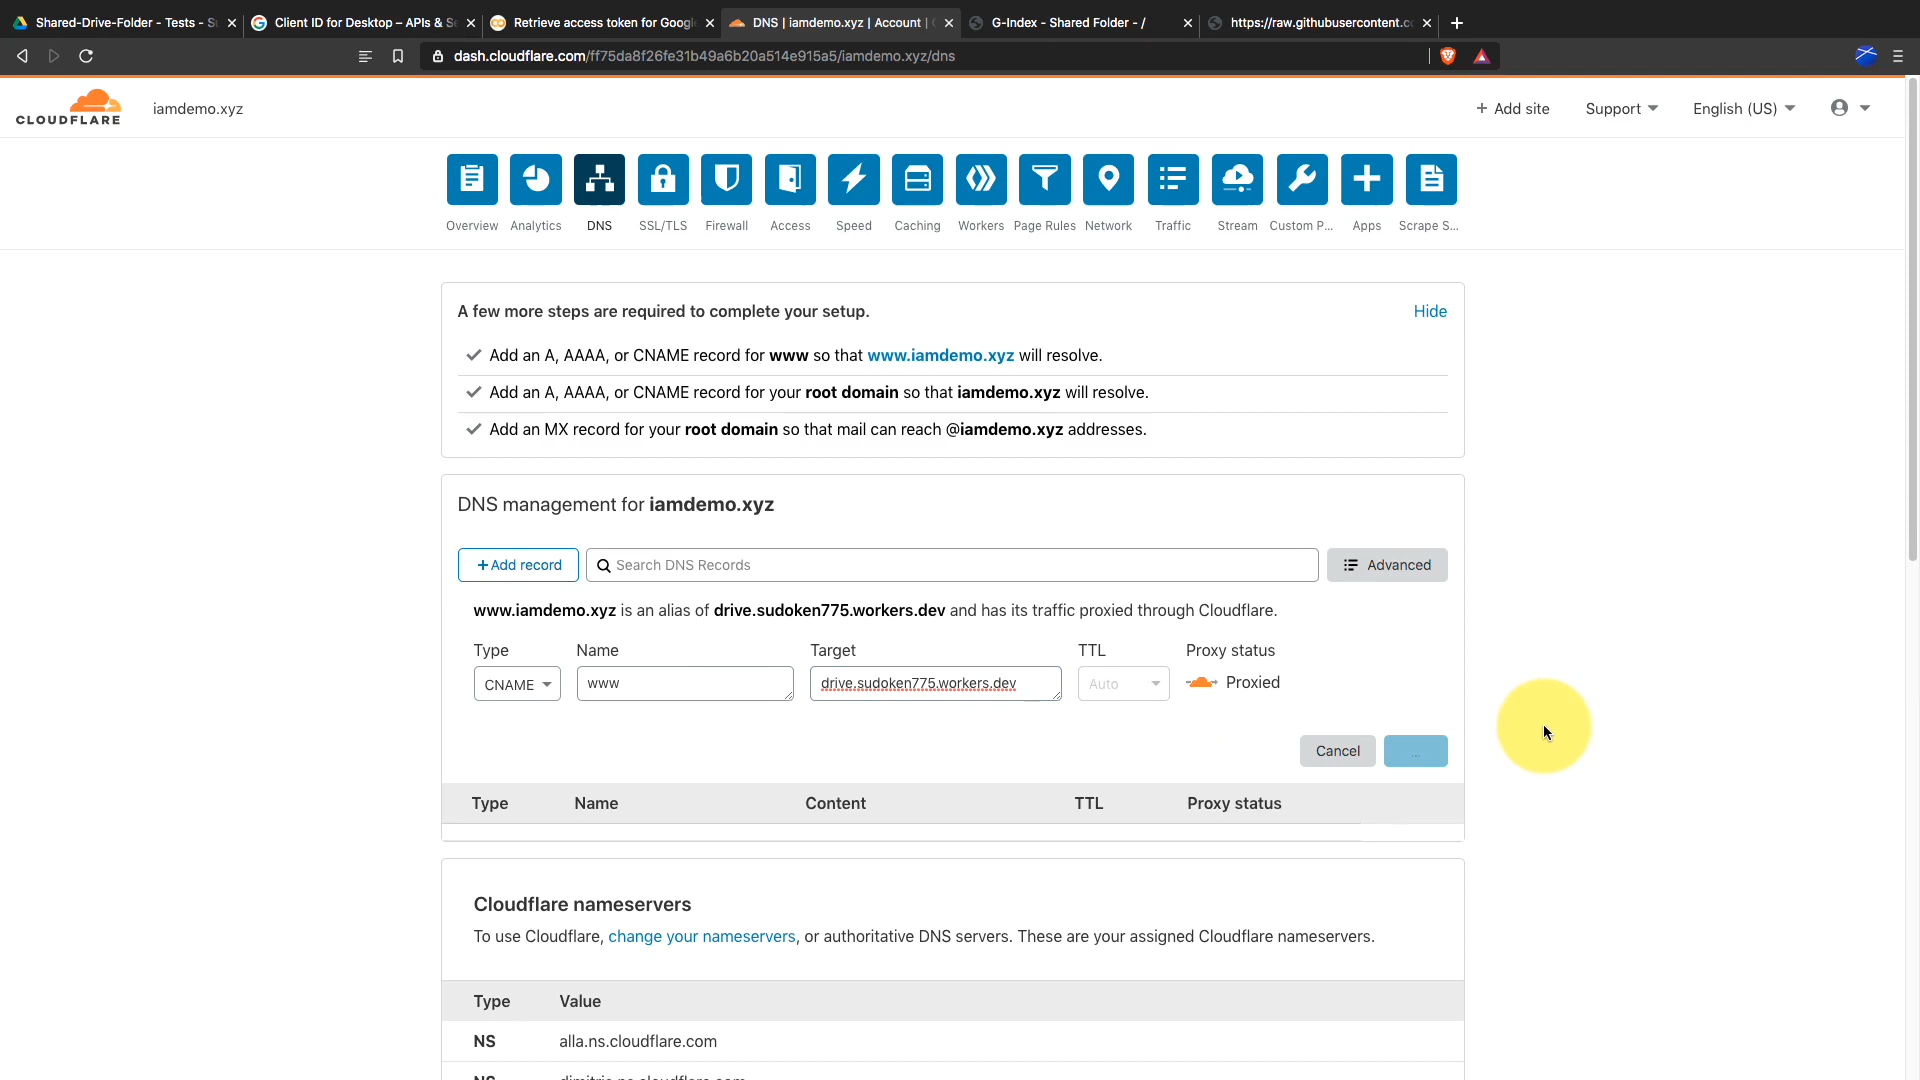 Shared-Drive-Folder - Tests - S
Client ID for Desktop – APIs & Se
Retrieve access token for Googl
DNS | iamdemo.xyz | Account |
G-Index - Shared Folder - /
https://raw.githubusercontent.c
dash.cloudflare.com/ff75da8f26fe31b49a6b20a514e915a5/iamdemo.xyz/dns
CLOUDFLARE
iamdemo.xyz
+ Add site
Support
English (US)
Overview
Analytics
DNS
SSL/TLS
Firewall
Access
Speed
Caching
Workers
Page Rules
Network
Traffic
Stream
Custom P...
Apps
Scrape S...
A few more steps are required to complete your setup.
Hide
Add an A, AAAA, or CNAME record for www so that www.iamdemo.xyz will resolve.
Add an A, AAAA, or CNAME record for your root domain so that iamdemo.xyz will resolve.
Add an MX record for your root domain so that mail can reach @iamdemo.xyz addresses.
DNS management for iamdemo.xyz
+ Add record
Search DNS Records
Advanced
www.iamdemo.xyz is an alias of drive.sudoken775.workers.dev and has its traffic proxied through Cloudflare.
Type Name Target TTL Proxy status
CNAME www drive.sudoken775.workers.dev Auto Proxied
Cancel ...
Type Name Content TTL Proxy status
Cloudflare nameservers
To use Cloudflare, change your nameservers, or authoritative DNS servers. These are your assigned Cloudflare nameservers.
Type Value
NS alla.ns.cloudflare.com